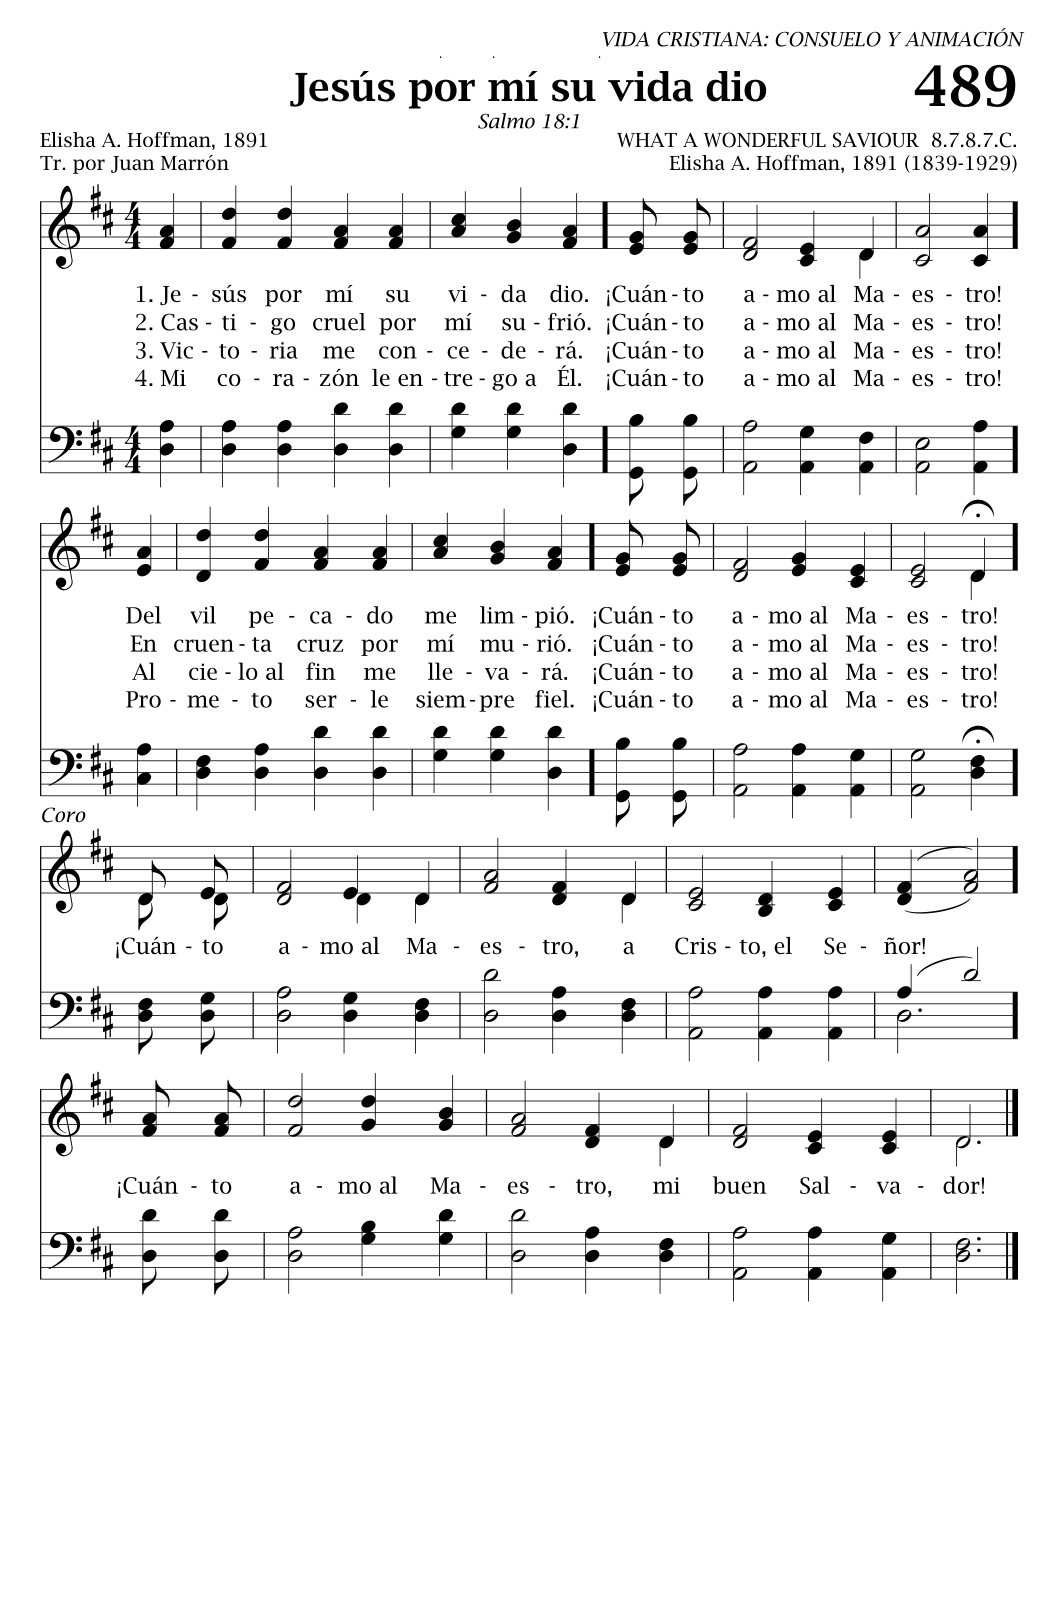 VIDA CRISTIANA: CONSUELO Y ANIMACIÓN
Jesús por mí su vida dio 489
Salmo 18:1
Elisha A. Hoffman, 1891 WHAT A WONDERFUL SAVIOUR 8.7.8.7.C.
Tr. por Juan Marrón Elisha A. Hoffman, 1891 (1839-1929)
4 4
1. Je - sús por mí su vi - da dio. ¡Cuán - to a - mo al Ma - es - tro!
2. Cas - ti - go cruel por mí su - frió. ¡Cuán - to a - mo al Ma - es - tro!
3. Vic - to - ria me con - ce - de - rá. ¡Cuán - to a - mo al Ma - es - tro!
4. Mi co - ra - zón le en - tre - go a Él. ¡Cuán - to a - mo al Ma - es - tro!
4 4
Del vil pe - ca - do me lim - pió. ¡Cuán - to a - mo al Ma - es - tro!
En cruen - ta cruz por mí mu - rió. ¡Cuán - to a - mo al Ma - es - tro!
Al cie - lo al fin me lle - va - rá. ¡Cuán - to a - mo al Ma - es - tro!
Pro - me - to ser - le siem - pre fiel. ¡Cuán - to a - mo al Ma - es - tro!
Coro
¡Cuán - to a - mo al Ma - es - tro, a Cris - to, el Se - ñor!
¡Cuán - to a - mo al Ma - es - tro, mi buen Sal - va - dor!